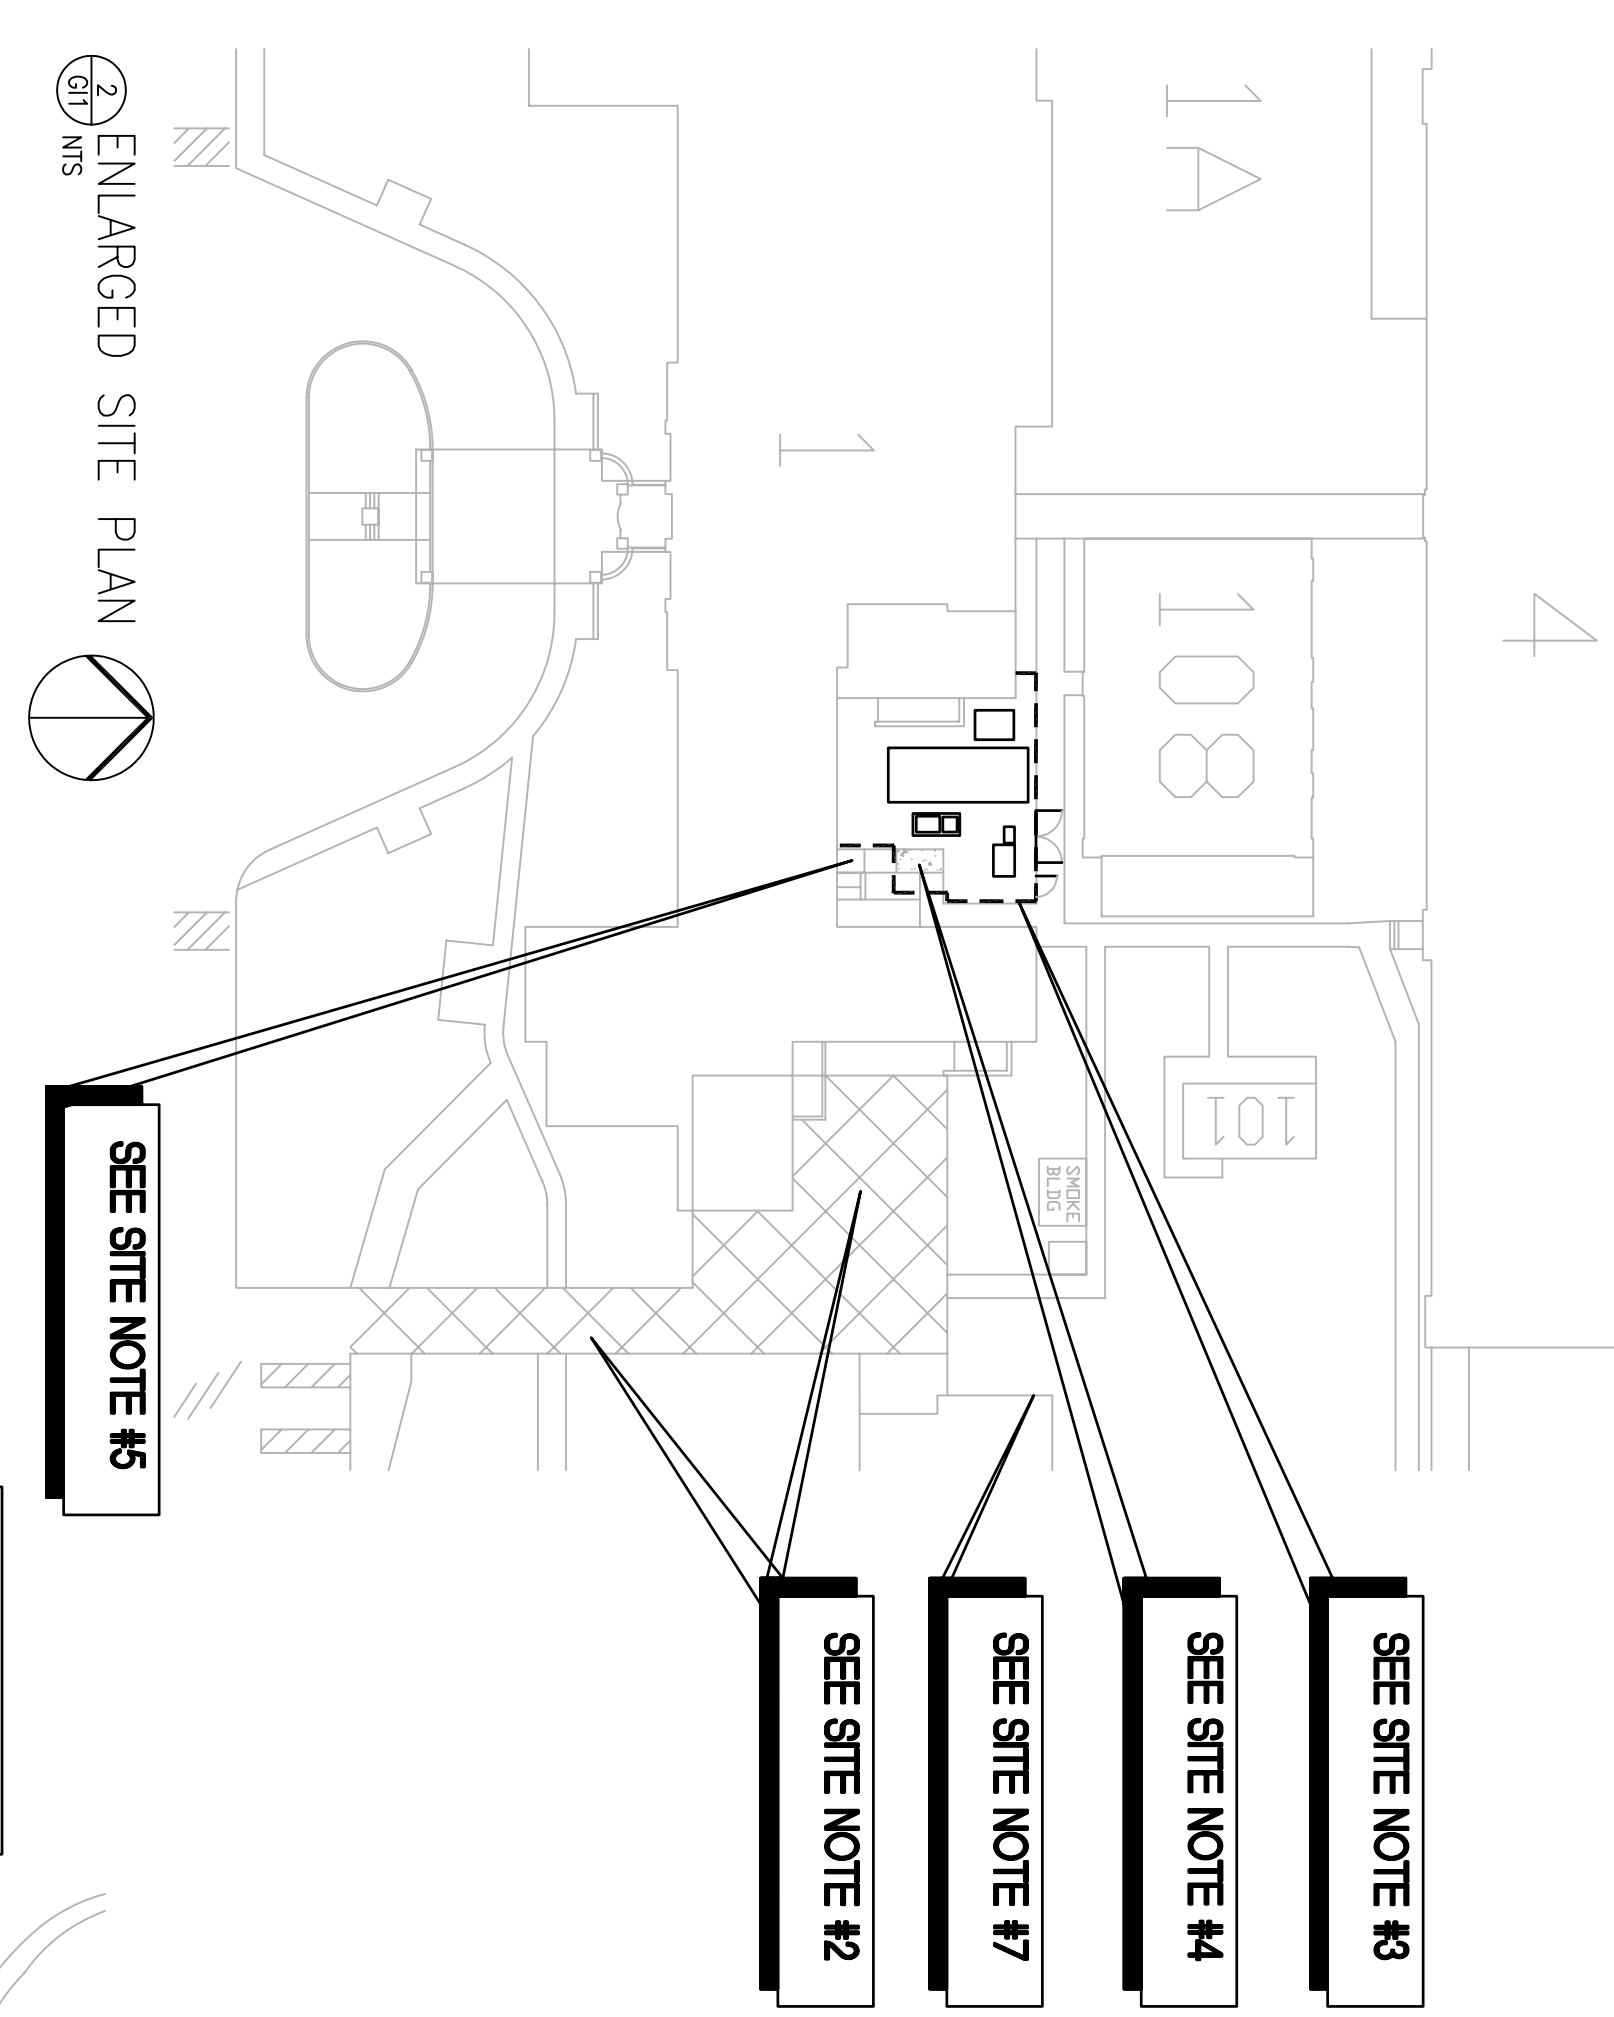 2
GI1
ENLARGED SITE PLAN
NTS
1A
1
108
4
101
SMOKE
BLDG
SEE SITE NOTE #5
SEE SITE NOTE #2
SEE SITE NOTE #7
SEE SITE NOTE #4
SEE SITE NOTE #3